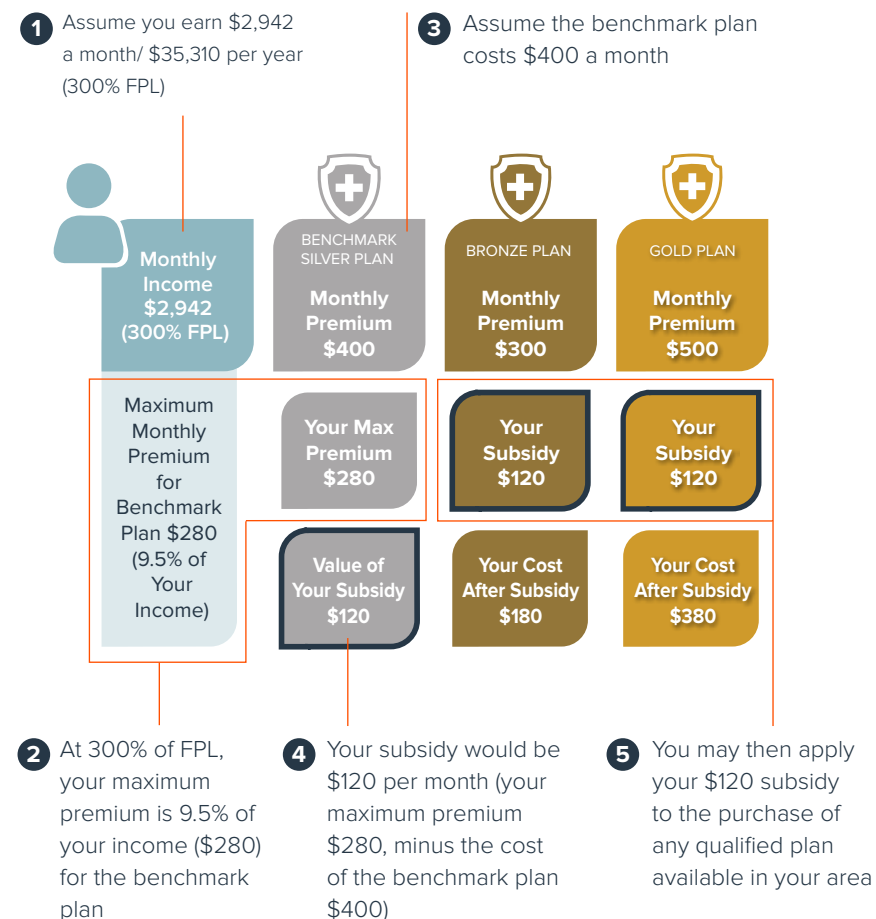 1
Assume you earn $2,942
a month/ $35,310 per year
(300% FPL)
3
Assume the benchmark plan
costs $400 a month
Monthly
Income
$2,942
(300% FPL)
BENCHMARK
SILVER PLAN
Monthly
Premium
$400
BRONZE PLAN
Monthly
Premium
$300
GOLD PLAN
Monthly
Premium
$500
Maximum
Monthly
Premium
for
Benchmark
Plan $280
(9.5% of
Your
Income)
Your Max
Premium
$280
Your
Subsidy
$120
Your
Subsidy
$120
Value of
Your Subsidy
$120
Your Cost
After Subsidy
$180
Your Cost
After Subsidy
$380
2
At 300% of FPL,
your maximum
premium is 9.5% of
your income ($280)
for the benchmark
plan
4
Your subsidy would be
$120 per month (your
maximum premium
$280, minus the cost
of the benchmark plan
$400)
5
You may then apply
your $120 subsidy
to the purchase of
any qualified plan
available in your area